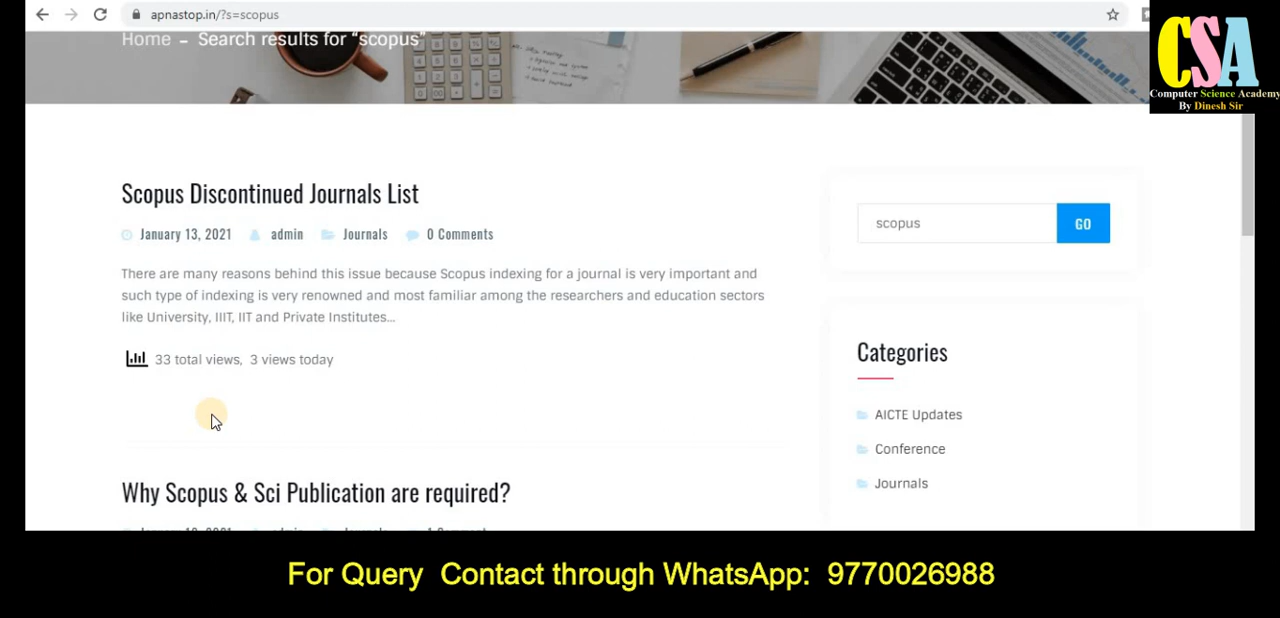 apnastop.in/?s=scopus
Home – Search results for “scopus”
CSA
Computer Science Academy
By Dinesh Sir
Scopus Discontinued Journals List
January 13, 2021 admin Journals 0 Comments
There are many reasons behind this issue because Scopus indexing for a journal is very important and
such type of indexing is very renowned and most familiar among the researchers and education sectors
like University, IIIT, IIT and Private Institutes...
33 total views, 3 views today
Why Scopus & Sci Publication are required?
scopus GO
Categories
AICTE Updates
Conference
Journals
For Query Contact through WhatsApp: 9770026988